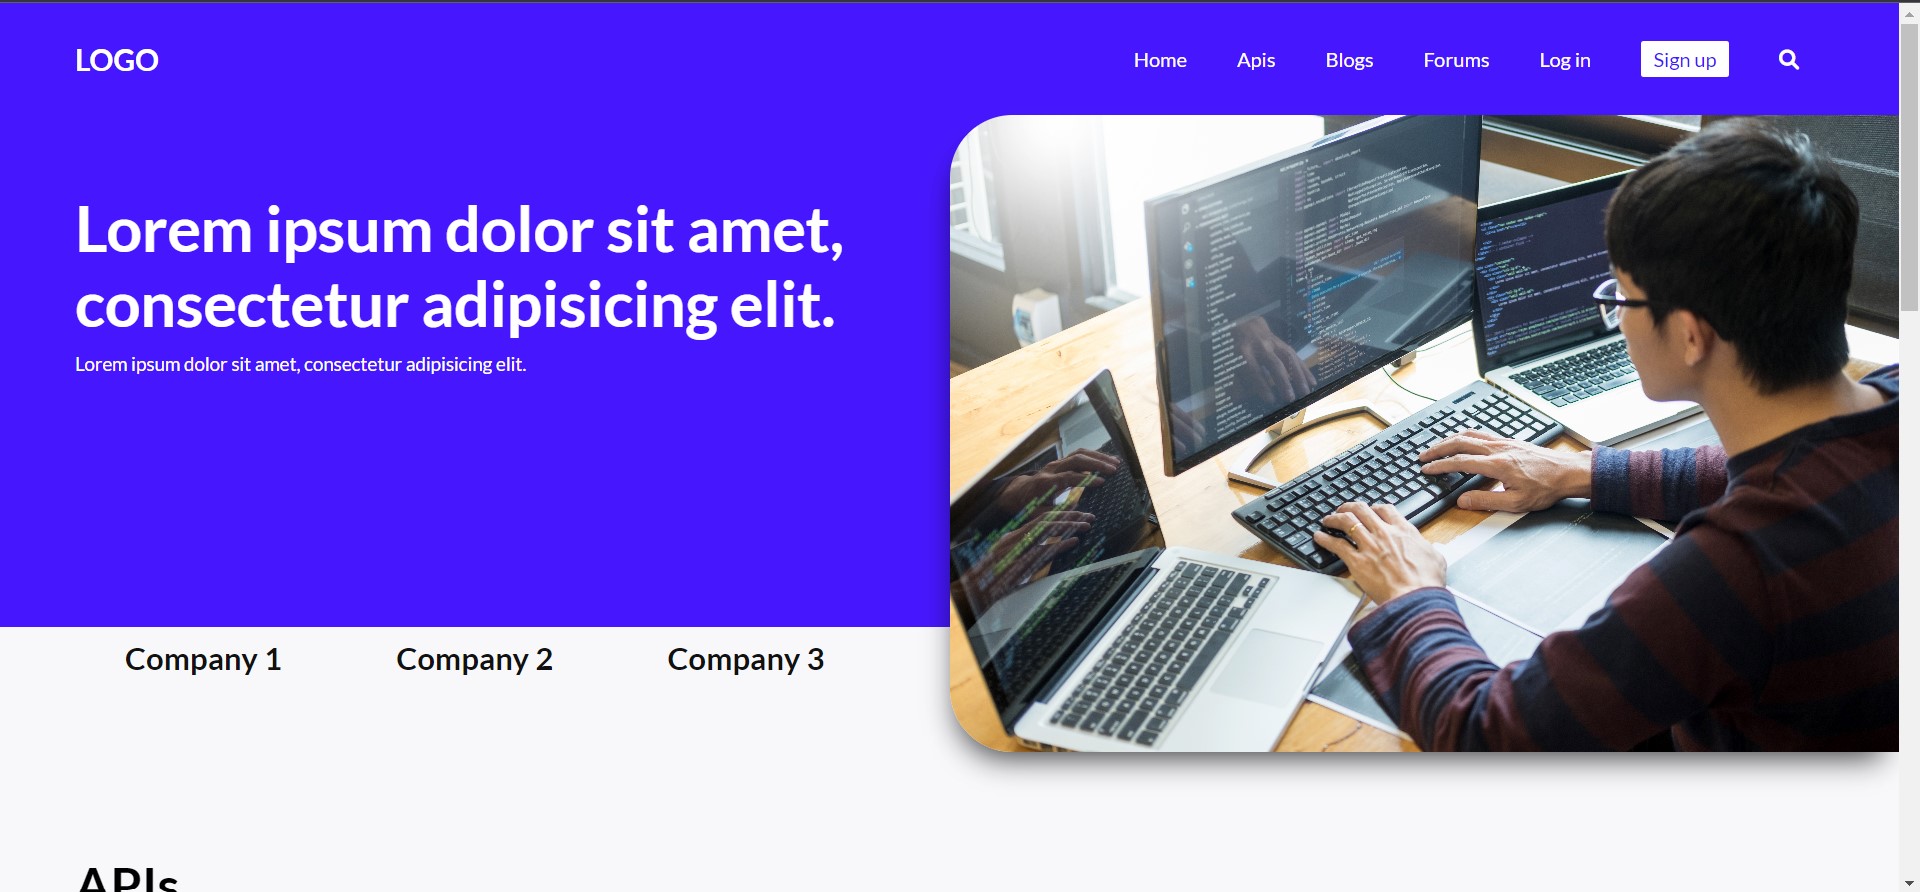 LOGO
Home Apis Blogs Forums Log in Sign up
Lorem ipsum dolor sit amet,
consectetur adipisicing elit.
Lorem ipsum dolor sit amet, consectetur adipisicing elit.
Company 1 Company 2 Company 3
APIs